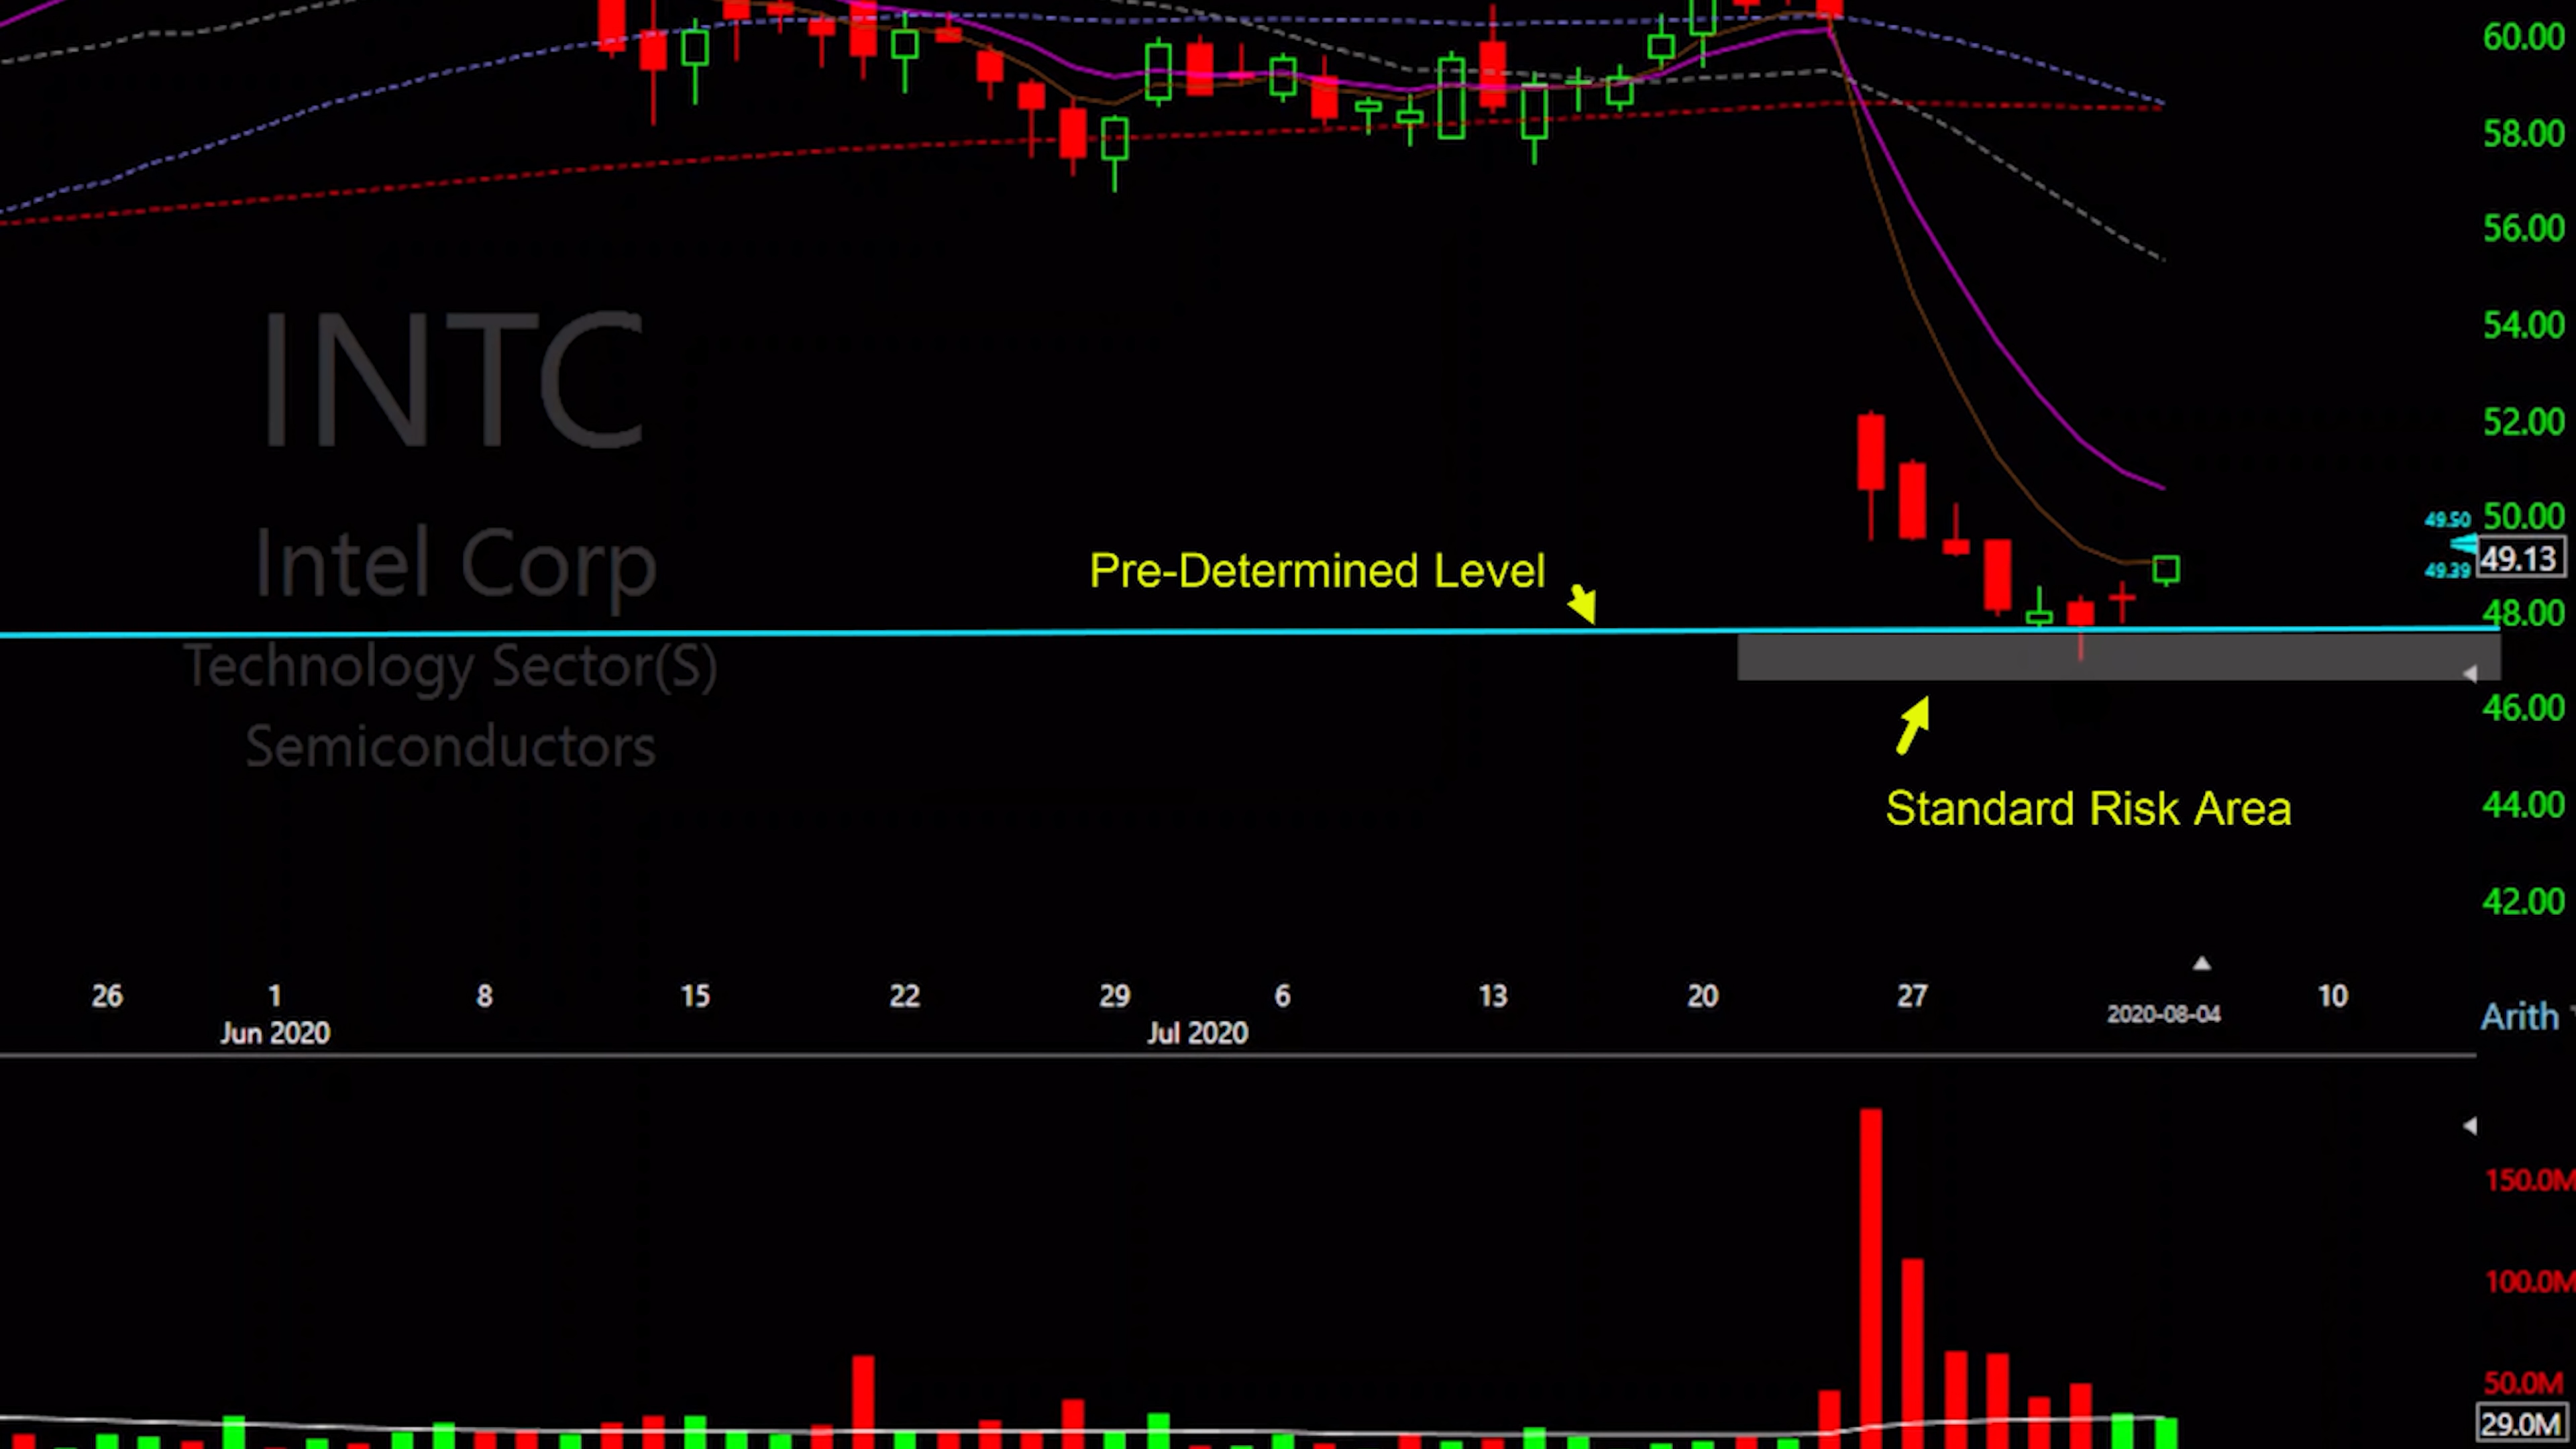 60.00
58.00
56.00
INTC
54.00
52.00
49.50 50.00
Intel Corp
Pre-Determined Level
49.13
49.39
48.00
Technology Sector(S)
46.00
Semiconductors
Standard Risk Area
44.00
42.00
26 1 8 15 22 29 6 13 20 27 10
Jun 2020 Jul 2020 2020-08-04 Arith
150.0M
100.0M
50.0M
29.0M